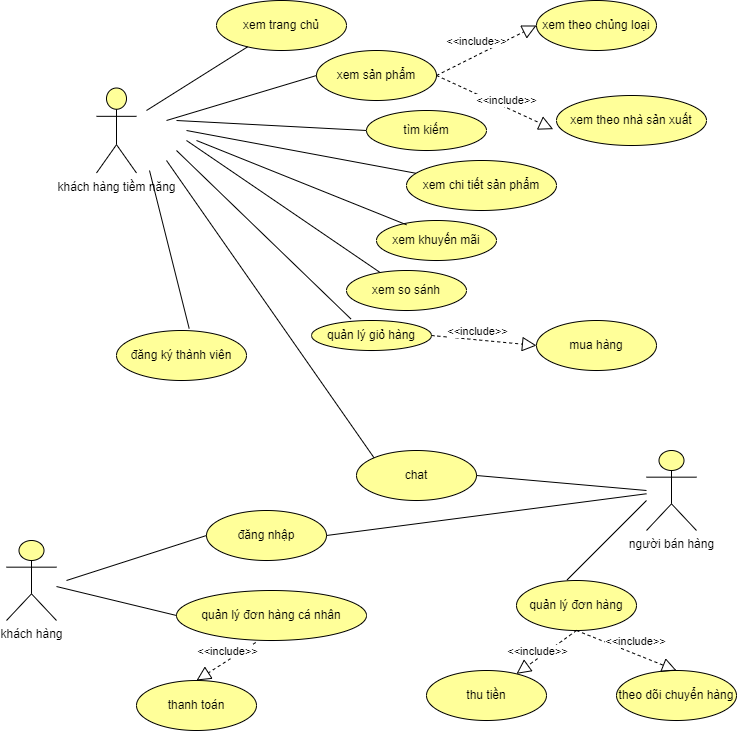 xem trang chủ
xem theo chủng loại
<<include>>
xem sản phẩm
<<include>>
xem theo nhà sản xuất
tìm kiếm
khách hàng tiềm năng
xem chi tiết sản phẩm
xem khuyến mãi
xem so sánh
quản lý giỏ hàng
<<include>>
mua hàng
đăng ký thành viên
chat
đăng nhập
người bán hàng
khách hàng
quản lý đơn hàng cá nhân
quản lý đơn hàng
<<include>>
<<include>>
<<include>>
thanh toán
thu tiền
theo dõi chuyển hàng